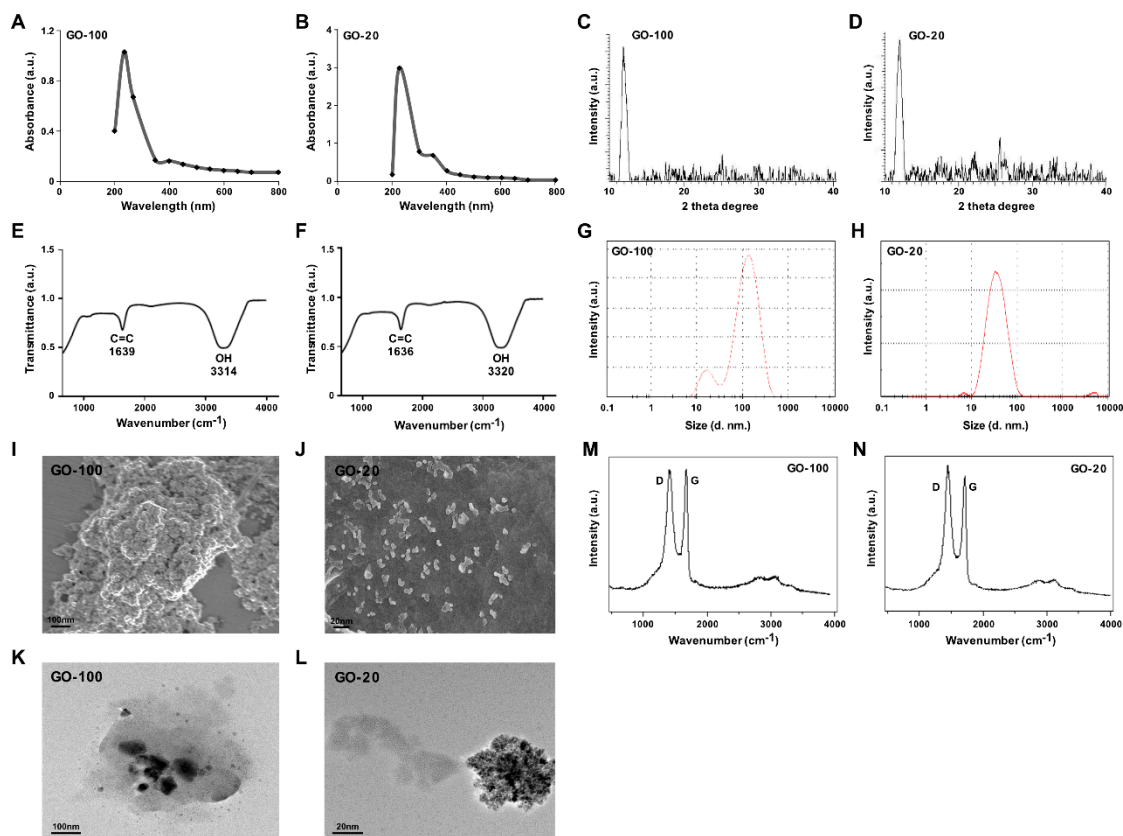 A
GO-100
Absorbance (a.u.)
1.2
0.8
0.4
0
0
200
400
600
800
Wavelength (nm)
B
GO-20
Absorbance (a.u.)
4
3
2
1
0
0
200
400
600
800
Wavelength (nm)
C
GO-100
Intensity (a.u.)
10
20
30
40
2 theta degree
D
GO-20
Intensity (a.u.)
10
20
30
40
2 theta degree
E
Transmittance (a.u.)
1.5
1.0
0.5
0
C=C
1639
OH
3314
1000
2000
3000
4000
Wavenumber (cm-1)
F
Transmittance (a.u.)
1.5
1.0
0.5
0
C=C
1636
OH
3320
1000
2000
3000
4000
Wavenumber (cm-1)
G
GO-100
Intensity (a.u.)
0.1
1
10
100
1000
10000
Size (d. nm.)
H
GO-20
Intensity (a.u.)
0.1
1
10
100
1000
10000
Size (d. nm.)
I
GO-100
100nm
J
GO-20
20nm
M
GO-100
D
G
Intensity (a.u.)
1000
2000
3000
4000
Wavenumber (cm-1)
N
GO-20
D
G
Intensity (a.u.)
1000
2000
3000
4000
Wavenumber (cm-1)
K
GO-100
100nm
L
GO-20
20nm